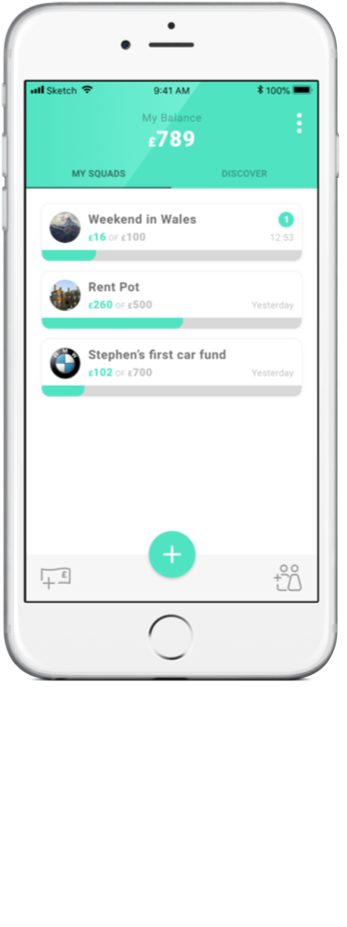 Sketch 9:41 AM 100%
My Balance
£789
MY SQUADS DISCOVER
Weekend in Wales 1
£16 OF £100 12:53
Rent Pot
£260 OF £500 Yesterday
Stephen's first car fund
£102 OF £700 Yesterday
+
£